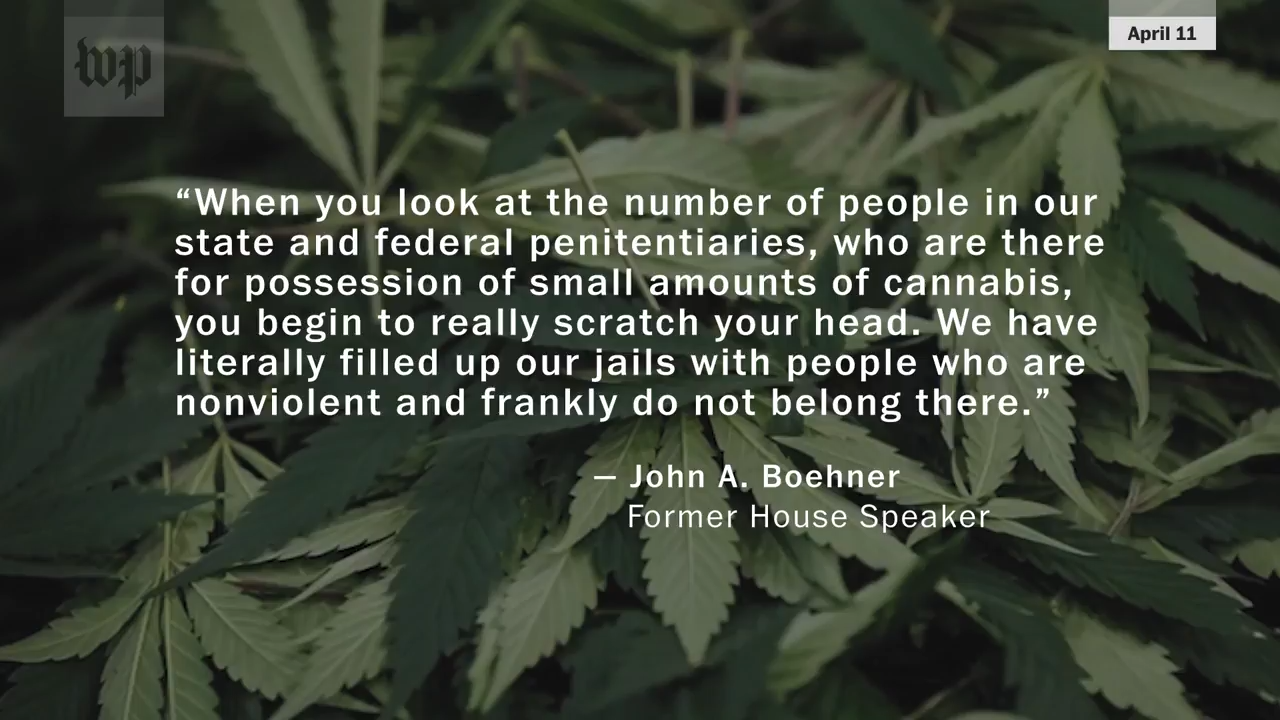 wp
April 11
“When you look at the number of people in our
state and federal penitentiaries, who are there
for possession of small amounts of cannabis,
you begin to really scratch your head. We have
literally filled up our jails with people who are
nonviolent and frankly do not belong there.”
— John A. Boehner
Former House Speaker